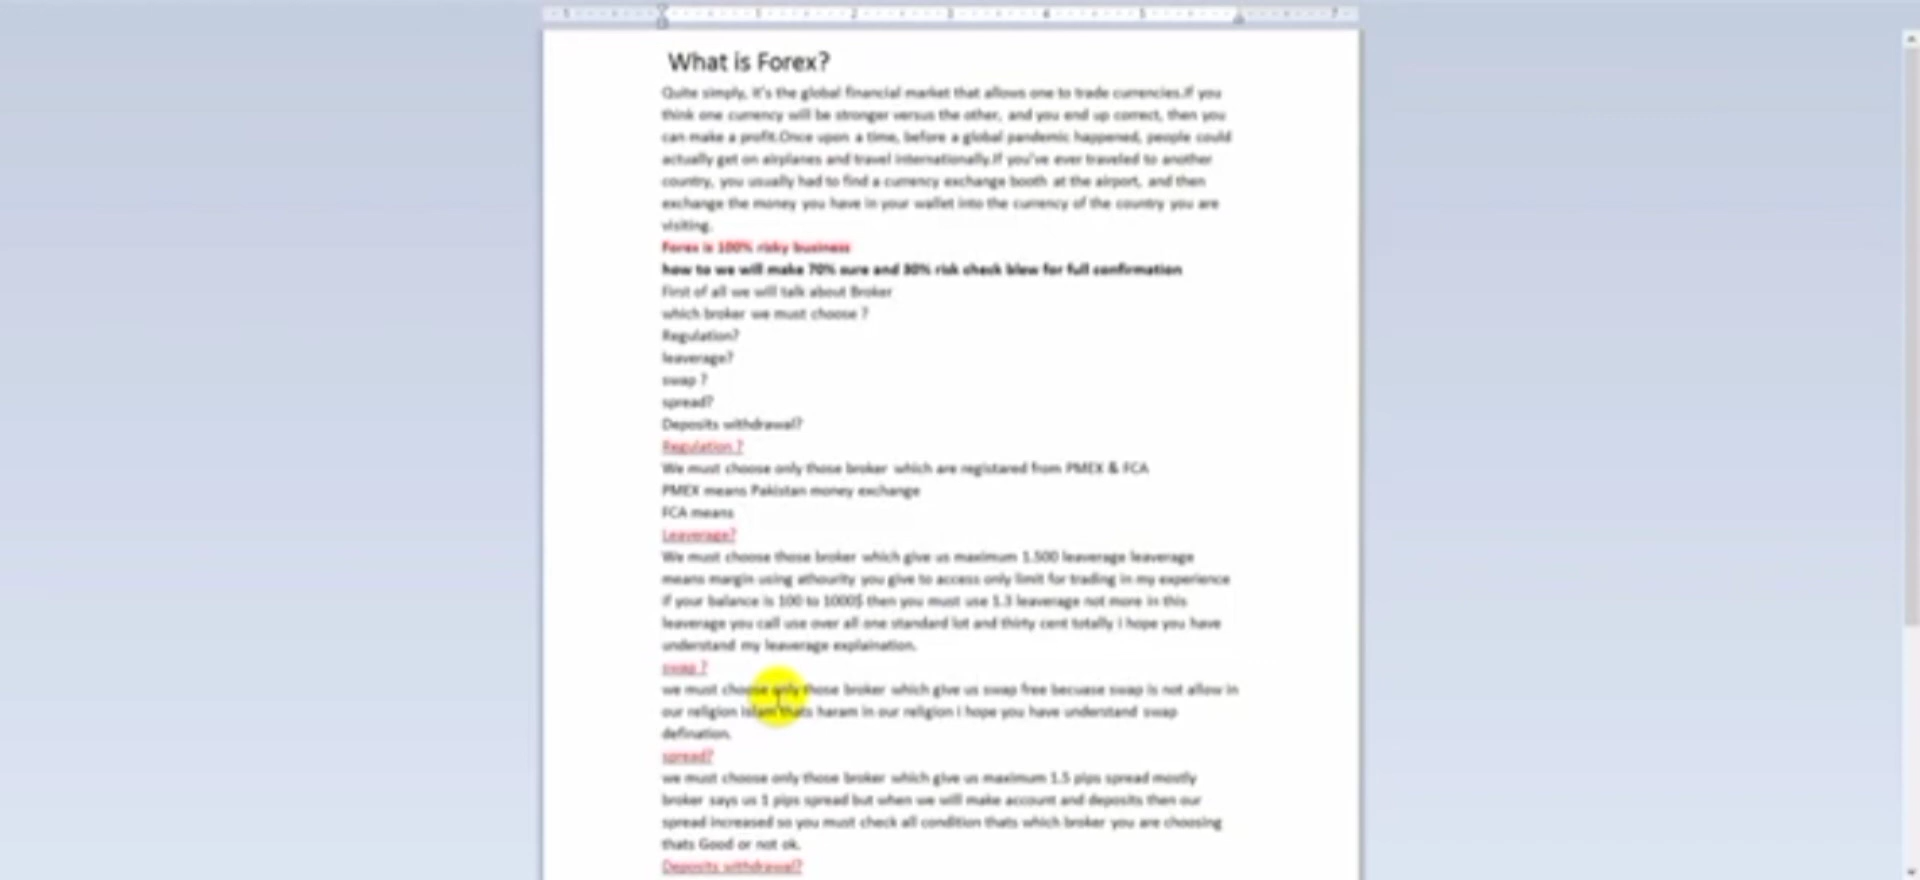 What is Forex?
Quite simply, it's the global financial market that allows one to trade currencies.If you
think one currency will be stronger versus the other, and you end up correct, then you
can make a profit.Once upon a time, before a global pandemic happened, people could
actually get on airplanes and travel internationally.If you've ever traveled to another
country, you usually had to find a currency exchange booth at the airport, and then
exchange the money you have in your wallet into the currency of the country you are
visiting.
Forex is 100% risky business
how to we will make 70% sure and 30% risk check blew for full confirmation
First of all we will talk about Broker
which broker we must choose ?
Regulation?
leaverage?
swap ?
spread?
Deposits withdrawal?
Regulation ?
We must choose only those broker which are registared from PMEX & FCA
PMEX means Pakistan money exchange
FCA means
Leaverage?
We must choose those broker which give us maximum 1.500 leaverage leaverage
means margin using athourity you give to access only limit for trading in my experience
if your balance is 100 to 1000$ then you must use 1.3 leaverage not more in this
leaverage you call use over all one standard lot and thirty cent totally i hope you have
understand my leaverage explaination.
swap ?
we must choose only those broker which give us swap free becuase swap is not allow in
our religion Islam thats haram in our religion i hope you have understand swap
defination.
spread?
we must choose only those broker which give us maximum 1.5 pips spread mostly
broker says us 1 pips spread but when we will make account and deposits then our
spread increased so you must check all condition thats which broker you are choosing
thats Good or not ok.
Deposits withdrawal?